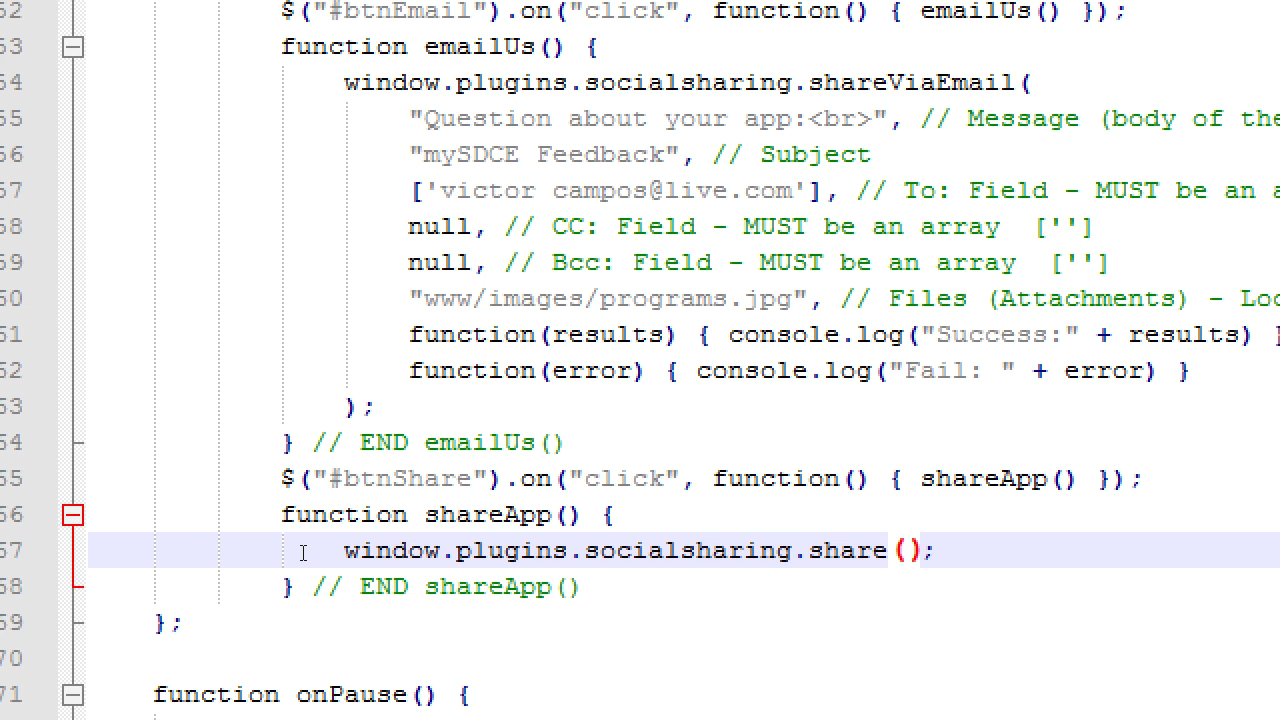 52 $("#btnEmail").on("click", function() { emailUs() });
53 function emailUs() {
54 window.plugins.socialsharing.shareViaEmail(
55 "Question about your app:<br>", // Message (body of the
56 "mySDCE Feedback", // Subject
57 ['victor campos@live.com'], // To: Field - MUST be an a
58 null, // CC: Field - MUST be an array ['']
59 null, // Bcc: Field - MUST be an array ['']
60 "www/images/programs.jpg", // Files (Attachments) - Loc
61 function(results) { console.log("Success:" + results) }
62 function(error) { console.log("Fail: " + error) }
63 );
64 } // END emailUs()
65 $("#btnShare").on("click", function() { shareApp() });
66 function shareApp() {
67 window.plugins.socialsharing.share();
68 } // END shareApp()
69 };
70
71 function onPause() {